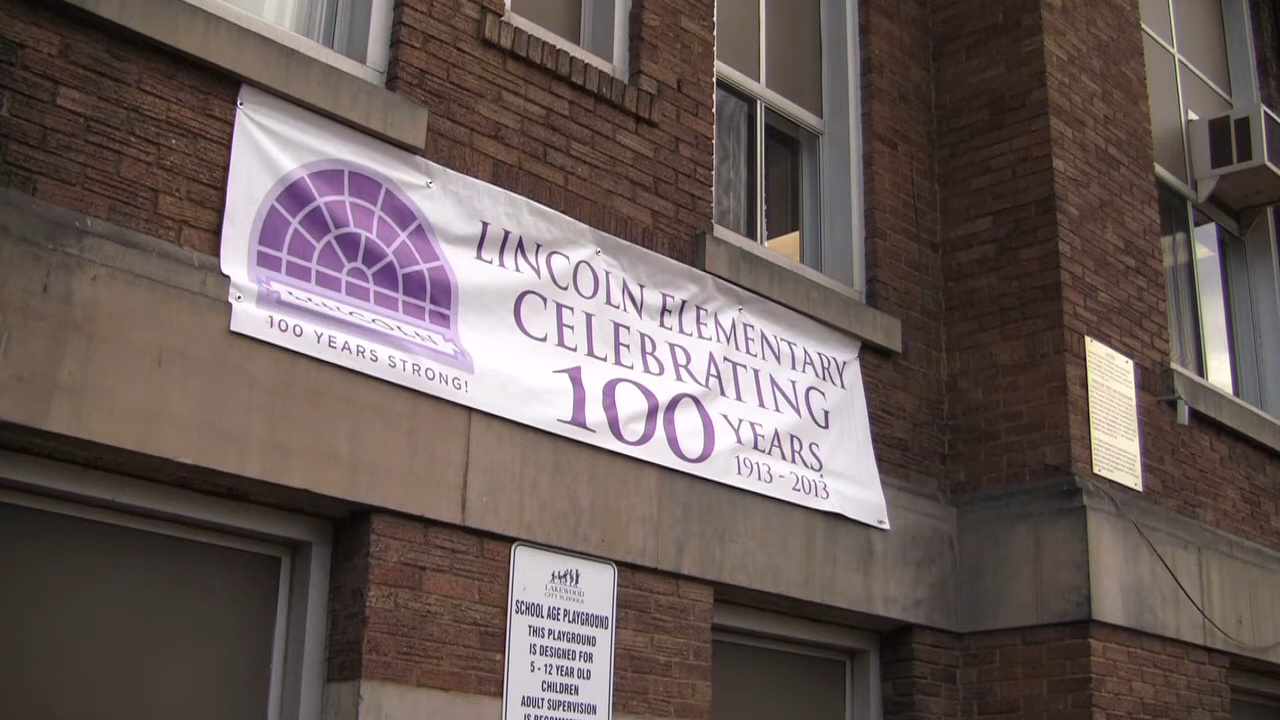 LINCOLN
100 YEARS STRONG!
LINCOLN ELEMENTARY
CELEBRATING
100 YEARS
1913 - 2013
LAKEWOOD
CITY SCHOOLS
SCHOOL AGE PLAYGROUND
THIS PLAYGROUND
IS DESIGNED FOR
5 - 12 YEAR OLD
CHILDREN
ADULT SUPERVISION